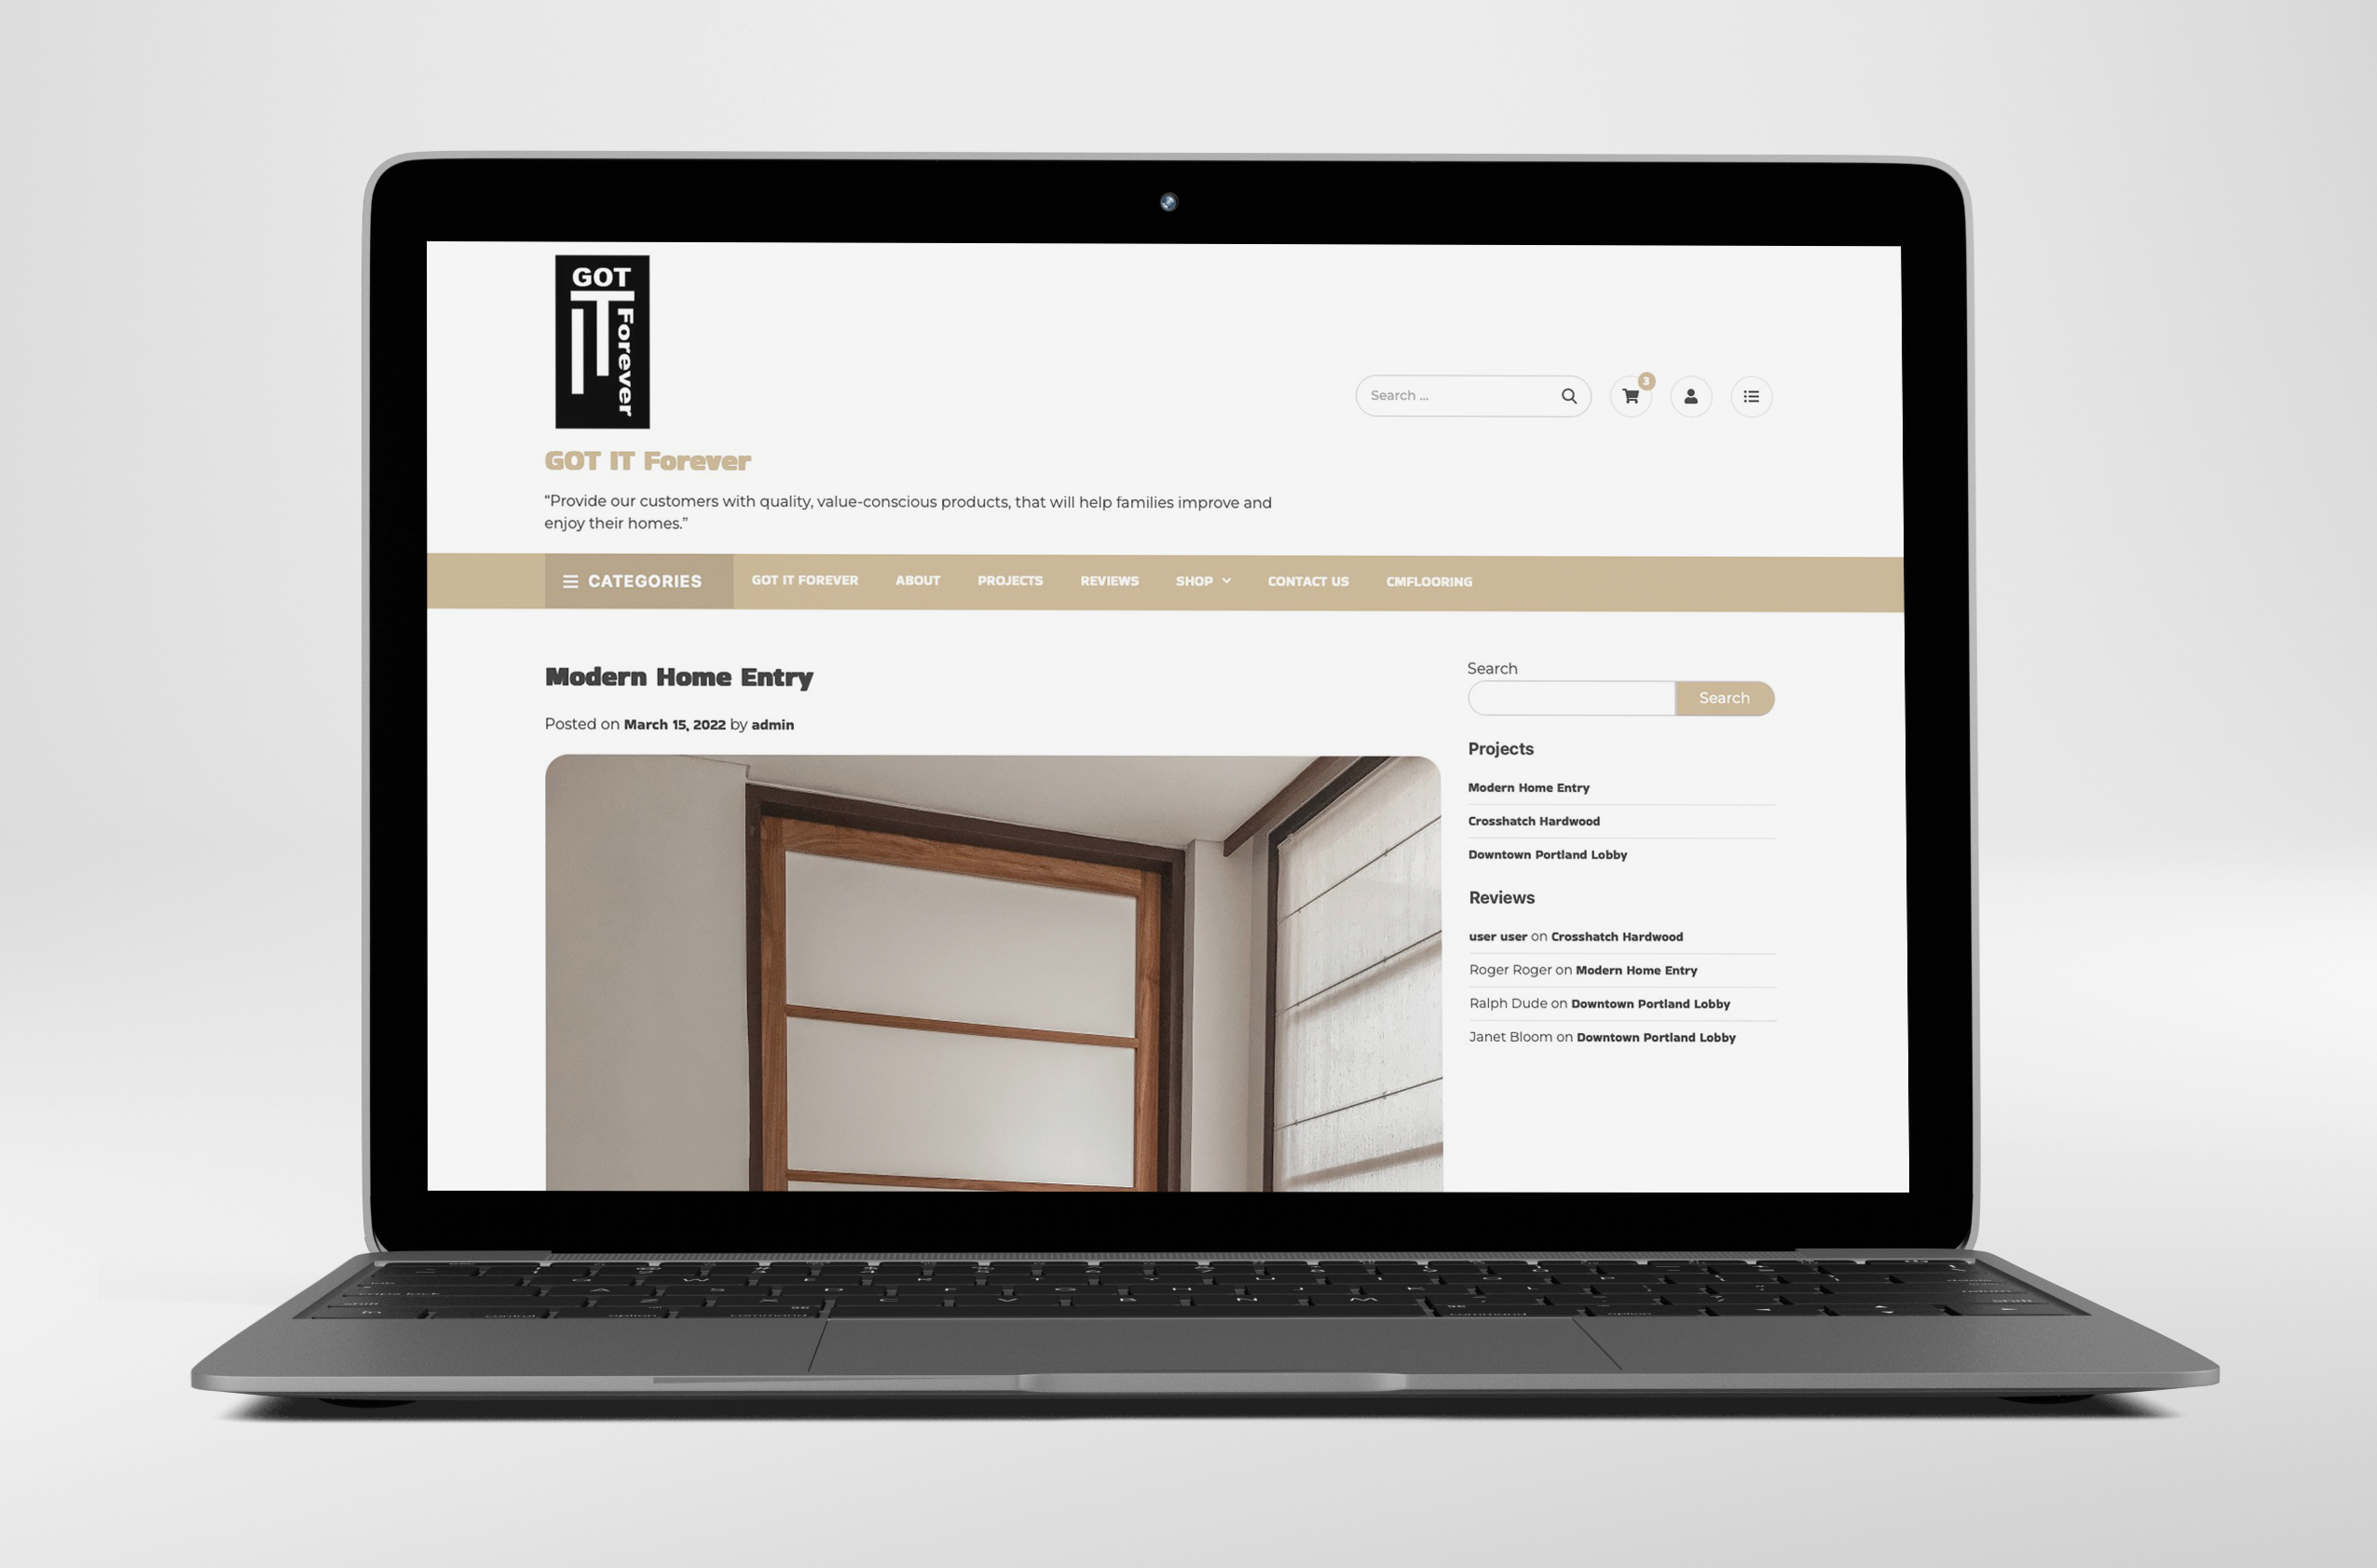 GOT
IT
Forever
Search ...
3
GOT IT Forever
“Provide our customers with quality, value-conscious products, that will help families improve and
enjoy their homes.”
CATEGORIES GOT IT FOREVER ABOUT PROJECTS REVIEWS SHOP CONTACT US CMFLOORING
Modern Home Entry
Posted on March 15, 2022 by admin
Search
Search
Projects
Modern Home Entry
Crosshatch Hardwood
Downtown Portland Lobby
Reviews
user user on Crosshatch Hardwood
Roger Roger on Modern Home Entry
Ralph Dude on Downtown Portland Lobby
Janet Bloom on Downtown Portland Lobby